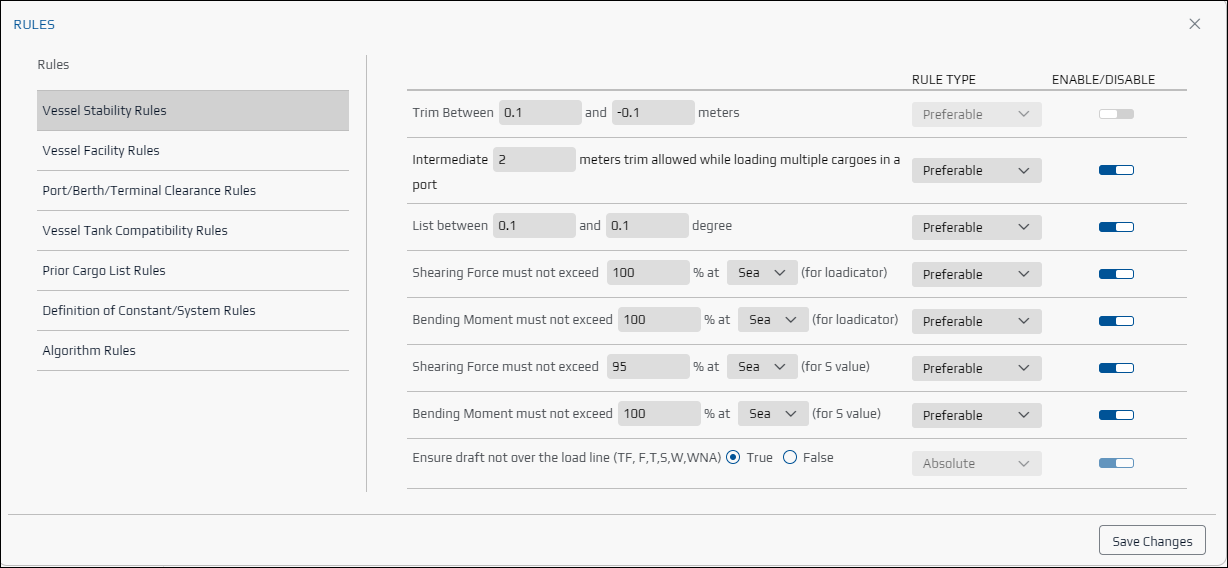 RULES
Rules
Vessel Stability Rules
Vessel Facility Rules
Port/Berth/Terminal Clearance Rules
Vessel Tank Compatibility Rules
Prior Cargo List Rules
Definition of Constant/System Rules
Algorithm Rules
RULE TYPE ENABLE/DISABLE
Trim Between 0.1 and -0.1 meters Preferable
Intermediate 2 meters trim allowed while loading multiple cargoes in a
port Preferable
List between 0.1 and 0.1 degree Preferable
Shearing Force must not exceed 100 % at Sea (for loadicator) Preferable
Bending Moment must not exceed 100 % at Sea (for loadicator) Preferable
Shearing Force must not exceed 95 % at Sea (for S value) Preferable
Bending Moment must not exceed 100 % at Sea (for S value) Preferable
Ensure draft not over the load line (TF, F,T,S,W,WNA) True False Absolute
Save Changes